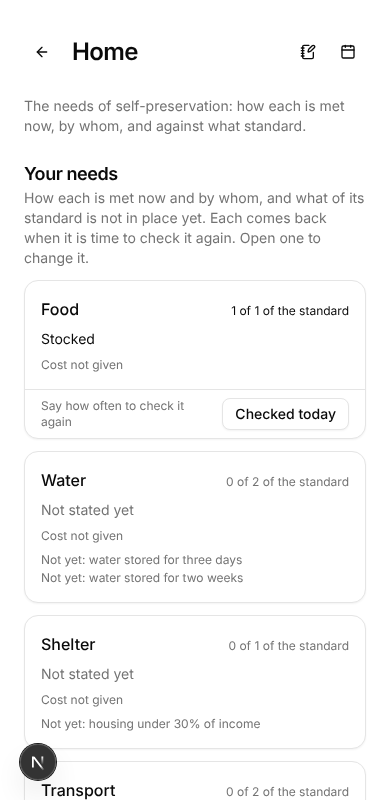 Home
The needs of self-preservation: how each is met
now, by whom, and against what standard.
Your needs
How each is met now and by whom, and what of its
standard is not in place yet. Each comes back
when it is time to check it again. Open one to
change it.
Food
1 of 1 of the standard
Stocked
Cost not given
Say how often to check it
again
Checked today
Water
0 of 2 of the standard
Not stated yet
Cost not given
Not yet: water stored for three days
Not yet: water stored for two weeks
Shelter
0 of 1 of the standard
Not stated yet
Cost not given
Not yet: housing under 30% of income
N
Transport
0 of 2 of the standard